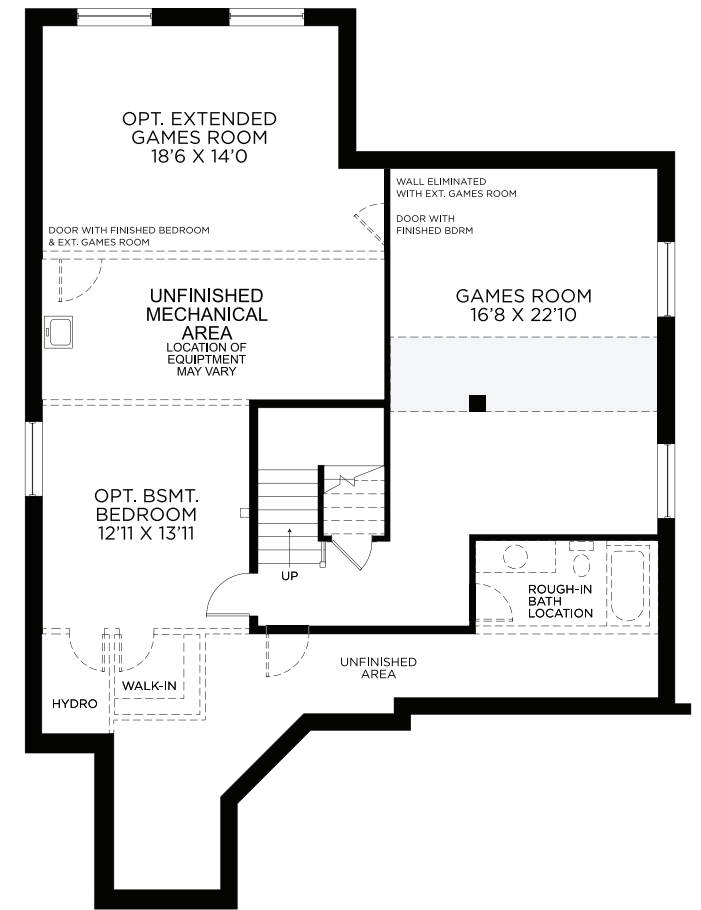 OPT. EXTENDED
GAMES ROOM
18'6 X 14'0
WALL ELIMINATED
WITH EXT. GAMES ROOM
DOOR WITH
FINISHED BDRM
DOOR WITH FINISHED BEDROOM
& EXT. GAMES ROOM
UNFINISHED
MECHANICAL
AREA
LOCATION OF
EQUIPTMENT
MAY VARY
GAMES ROOM
16'8 X 22'10
OPT. BSMT.
BEDROOM
12'11 X 13'11
UP
ROUGH-IN
BATH
LOCATION
UNFINISHED
AREA
WALK-IN
HYDRO